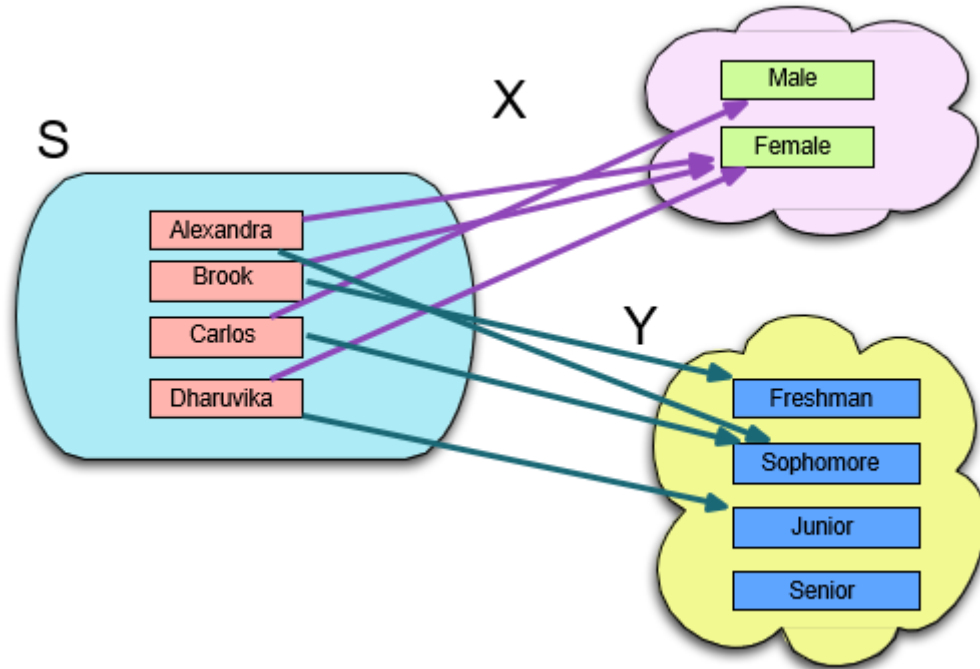 S
X
Y
Alexandra
Brook
Carlos
Dharuvika
Male
Female
Freshman
Sophomore
Junior
Senior